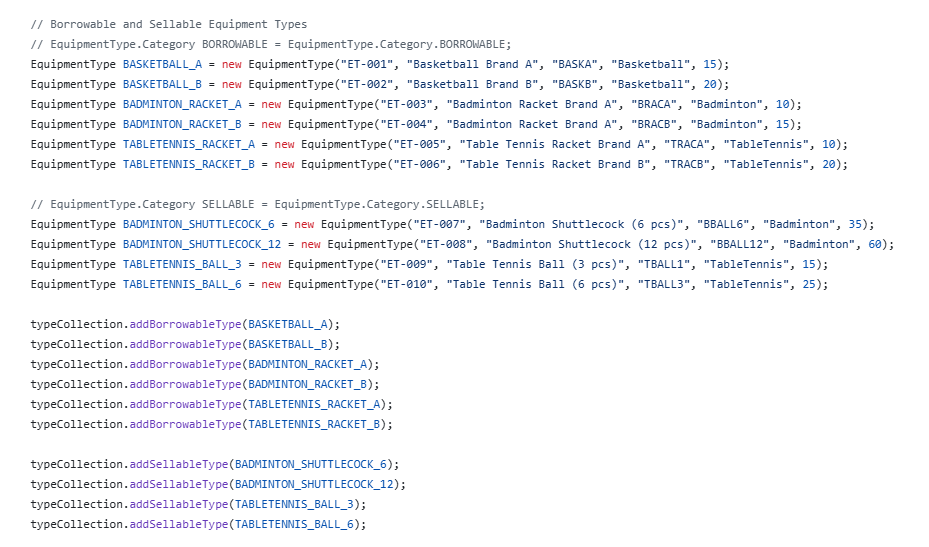 // Borrowable and Sellable Equipment Types
// EquipmentType.Category BORROWABLE = EquipmentType.Category.BORROWABLE;
EquipmentType BASKETBALL_A = new EquipmentType("ET-001", "Basketball Brand A", "BASKA", "Basketball", 15);
EquipmentType BASKETBALL_B = new EquipmentType("ET-002", "Basketball Brand B", "BASKB", "Basketball", 20);
EquipmentType BADMINTON_RACKET_A = new EquipmentType("ET-003", "Badminton Racket Brand A", "BRACA", "Badminton", 10);
EquipmentType BADMINTON_RACKET_B = new EquipmentType("ET-004", "Badminton Racket Brand A", "BRACB", "Badminton", 15);
EquipmentType TABLETENNIS_RACKET_A = new EquipmentType("ET-005", "Table Tennis Racket Brand A", "TRACA", "TableTennis", 10);
EquipmentType TABLETENNIS_RACKET_B = new EquipmentType("ET-006", "Table Tennis Racket Brand B", "TRACB", "TableTennis", 20);
// EquipmentType.Category SELLABLE = EquipmentType.Category.SELLABLE;
EquipmentType BADMINTON_SHUTTLECOCK_6 = new EquipmentType("ET-007", "Badminton Shuttlecock (6 pcs)", "BBALL6", "Badminton", 35);
EquipmentType BADMINTON_SHUTTLECOCK_12 = new EquipmentType("ET-008", "Badminton Shuttlecock (12 pcs)", "BBALL12", "Badminton", 60);
EquipmentType TABLETENNIS_BALL_3 = new EquipmentType("ET-009", "Table Tennis Ball (3 pcs)", "TBALL1", "TableTennis", 15);
EquipmentType TABLETENNIS_BALL_6 = new EquipmentType("ET-010", "Table Tennis Ball (6 pcs)", "TBALL3", "TableTennis", 25);
typeCollection.addBorrowableType(BASKETBALL_A);
typeCollection.addBorrowableType(BASKETBALL_B);
typeCollection.addBorrowableType(BADMINTON_RACKET_A);
typeCollection.addBorrowableType(BADMINTON_RACKET_B);
typeCollection.addBorrowableType(TABLETENNIS_RACKET_A);
typeCollection.addBorrowableType(TABLETENNIS_RACKET_B);
typeCollection.addSellableType(BADMINTON_SHUTTLECOCK_6);
typeCollection.addSellableType(BADMINTON_SHUTTLECOCK_12);
typeCollection.addSellableType(TABLETENNIS_BALL_3);
typeCollection.addSellableType(TABLETENNIS_BALL_6);